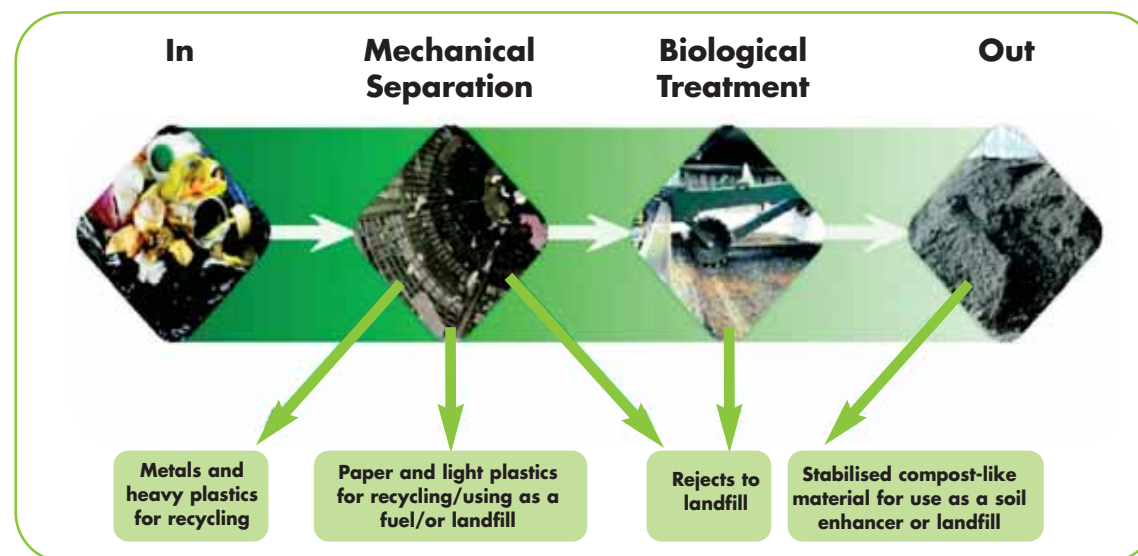 In
Mechanical
Separation
Biological
Treatment
Out
Metals and
heavy plastics
for recycling
Paper and light plastics
for recycling/using as a
fuel/or landfill
Rejects to
landfill
Stabilised compost-like
material for use as a soil
enhancer or landfill